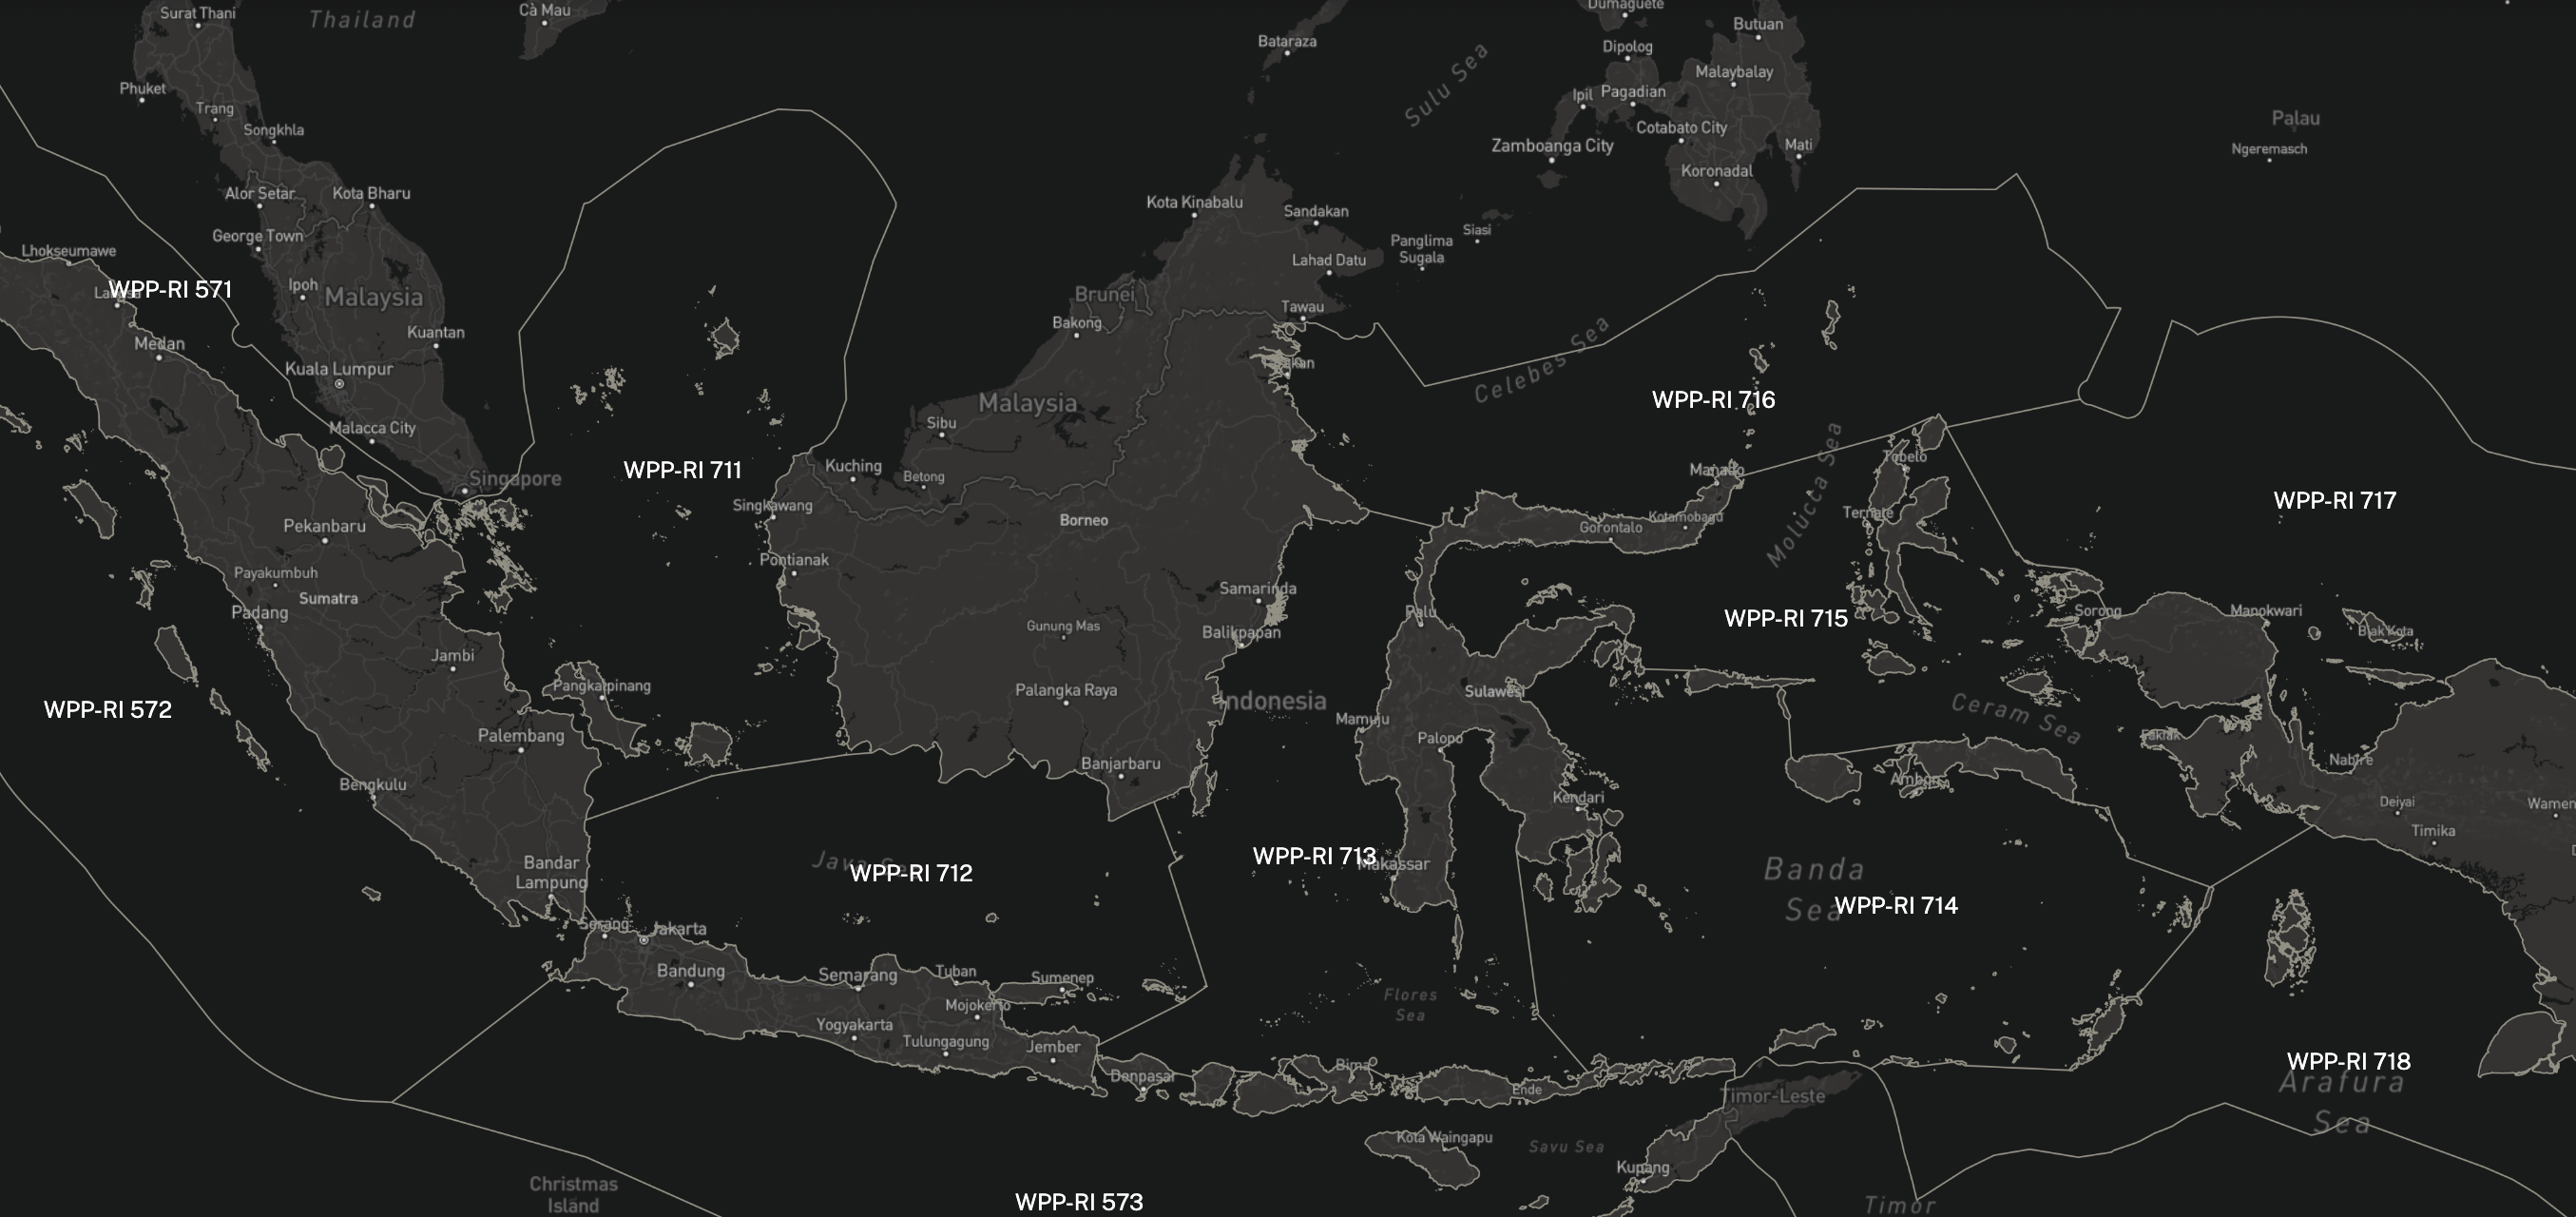 Surat Thani
Thailand
Cà Mau
Dumaguete
Butuan
Bataraza
Dipolog
Sulu Sea
Malaybalay
Phuket
Ipil
Pagadian
Trang
Palau
Songkhla
Cotabato City
Zamboanga City
Mati
Ngeremasch
Koronadal
Alor Setar
Kota Bharu
Kota Kinabalu
Sandakan
George Town
Siasi
Panglima
Sugala
Lhokseumawe
Lahad Datu
WPP-RI 571
Ipoh
Malaysia
Brunei
Tawau
Bakong
Kuantan
Celebes Sea
Medan
Kuala Lumpur
WPP-RI 716
Malaysia
Sibu
Malacca City
Molucca Sea
Tobelo
WPP-RI 711
Kuching
Manado
Singapore
Betong
WPP-RI 717
Singkawang
Ternate
Kotamobagu
Pekanbaru
Borneo
Gorontalo
Pontianak
Payakumbuh
Samarinda
Sumatra
Padang
Palu
WPP-RI 715
Sorong
Manokwari
Gunung Mas
Balikpapan
Biak Kota
Jambi
Pangkalpinang
Palangka Raya
Sulawesi
Indonesia
WPP-RI 572
Ceram Sea
Mamuju
Palembang
Palopo
Fakfak
Nabire
Banjarbaru
Bengkulu
Ambon
Kendari
Deiyai
Timika
Bandar
Lampung
WPP-RI 713
Makassar
WPP-RI 712
Banda
Sea
WPP-RI 714
Serang
Jakarta
Bandung
Semarang
Tuban
Sumenep
Flores
Sea
Mojokerto
Yogyakarta
Tulungagung
Jember
Bima
WPP-RI 718
Denpasar
Ende
Arafura
Sea
Timor-Leste
Kota Waingapu
Savu Sea
Kupang
Christmas
Island
WPP-RI 573
Timor